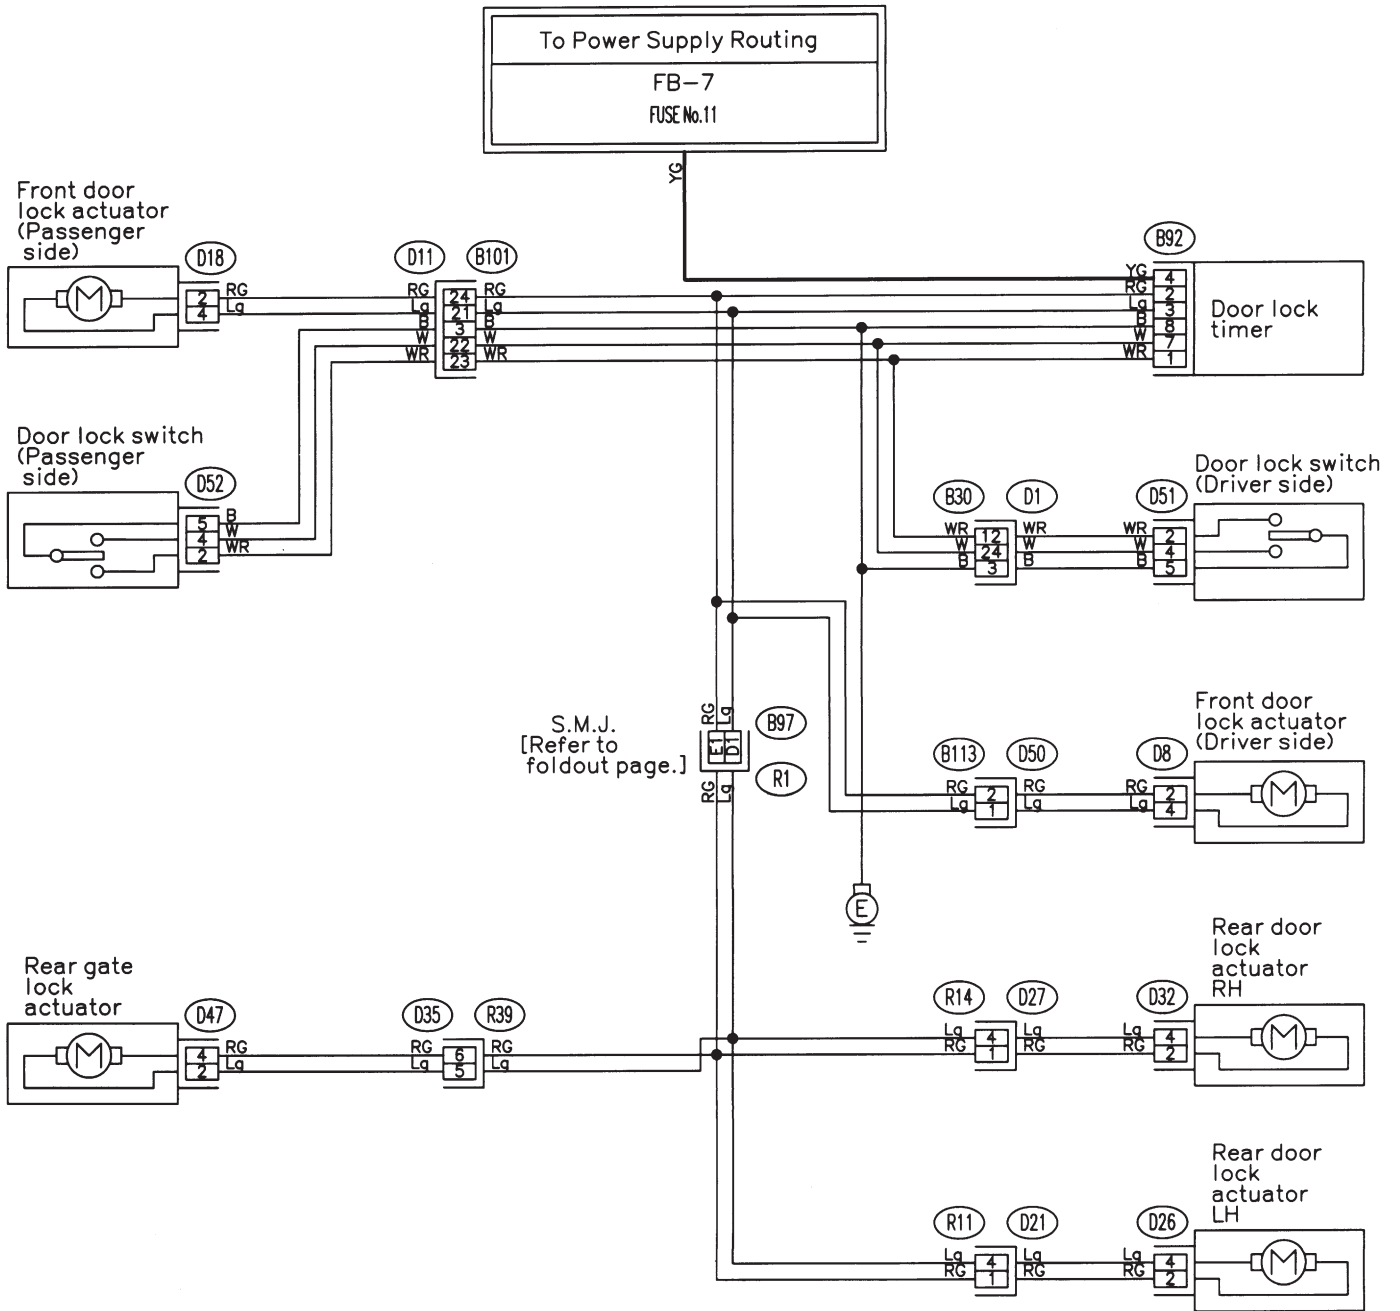 To Power Supply Routing
FB-7
FUSE No.11
YG
Front door
lock actuator
(Passenger
side)
D18
D11
B101
B92
2 RG
4 Lg
RG 24 RG
Lg 21 Lg
B 3 B
W 22 W
WR 23 WR
YG 4
RG 2
Lg 3
B 8
W 7
WR 1
Door lock
timer
Door lock switch
(Passenger
side)
D52
5 B
4 W
2 WR
Door lock switch
(Driver side)
B30
D1
D51
WR 12 WR
W 24 W
B 3 B
WR 2
W 4
B 5
S.M.J.
[Refer to
foldout page.]
RG Lg
E1 D1
RG Lg
B97
R1
Front door
lock actuator
(Driver side)
B113
D50
D8
RG 2 RG
Lg 1 Lg
RG 2
Lg 4
E
Rear gate
lock
actuator
D47
D35
R39
4 RG
2 Lg
RG 6 RG
Lg 5 Lg
Rear door
lock
actuator
RH
R14
D27
D32
Lg 4 Lg
RG 1 RG
Lg 4
RG 2
Rear door
lock
actuator
LH
R11
D21
D26
Lg 4 Lg
RG 1 RG
Lg 4
RG 2
M
M
M
M
M